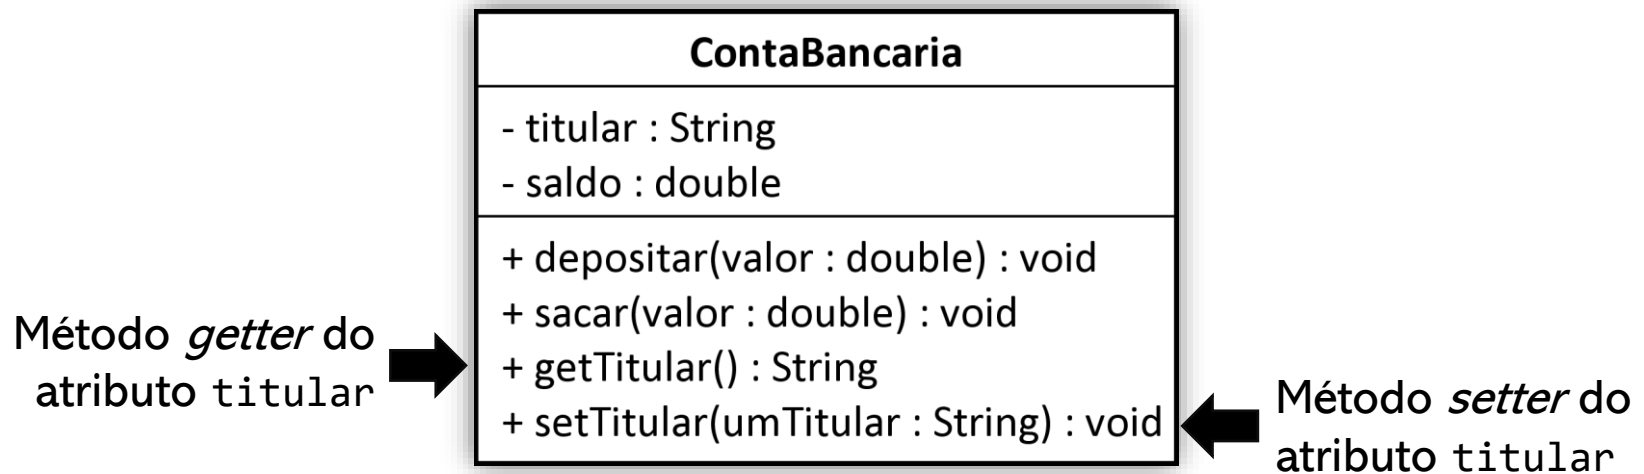 ContaBancaria
- titular : String
- saldo : double
+ depositar(valor : double) : void
+ sacar(valor : double) : void
+ getTitular() : String
+ setTitular(umTitular : String) : void
Método getter do
atributo titular
Método setter do
atributo titular